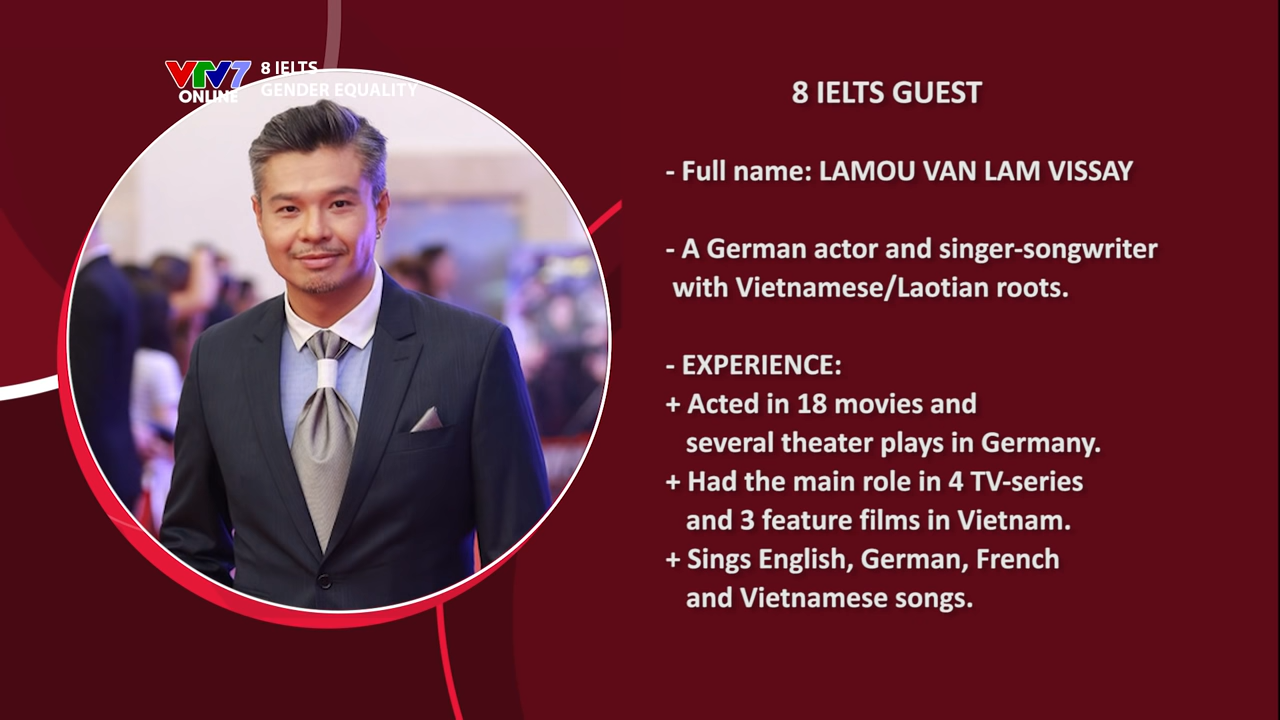 VTV7
ONLINE
8 IELTS
GENDER EQUALITY
8 IELTS GUEST
- Full name: LAMOU VAN LAM VISSAY
- A German actor and singer-songwriter
with Vietnamese/Laotian roots.
- EXPERIENCE:
+ Acted in 18 movies and
several theater plays in Germany.
+ Had the main role in 4 TV-series
and 3 feature films in Vietnam.
+ Sings English, German, French
and Vietnamese songs.